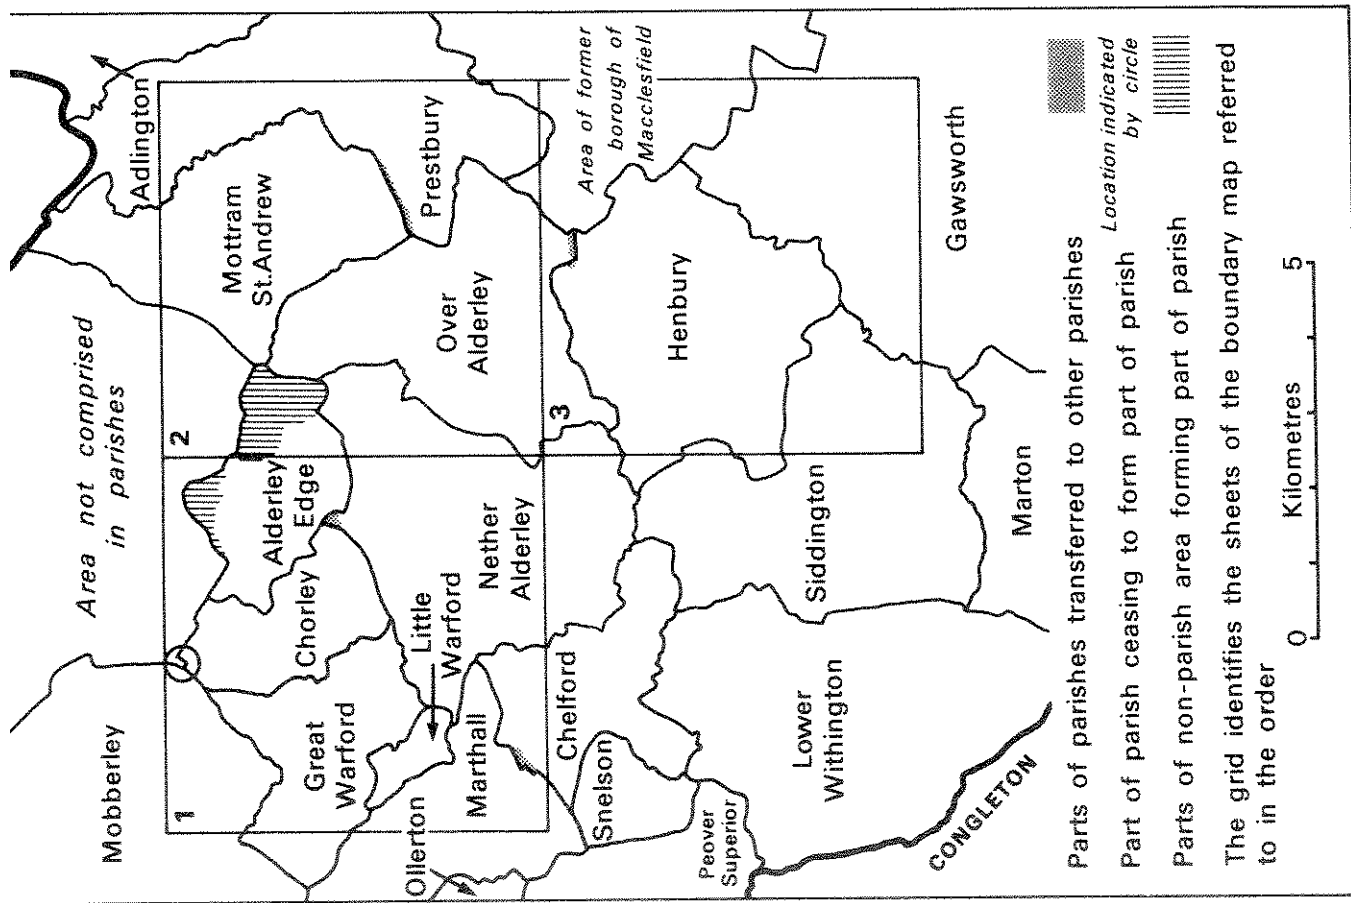 Mobberley
Area not comprised
in parishes
Adlington
1
2
Mottram
St.Andrew
Alderley
Edge
Chorley
Great
Warford
Little
Warford
Ollerton
Marthall
Nether
Alderley
Over
Alderley
Prestbury
3
Area of former
borough of
Macclesfield
Chelford
Snelson
Henbury
Peover
Superior
Lower
Withington
Siddington
Gawsworth
Marton
CONGLETON
Parts of parishes transferred to other parishes
Part of parish ceasing to form part of parish
Location indicated
by circle
Parts of non-parish area forming part of parish
The grid identifies the sheets of the boundary map referred
to in the order
0
Kilometres
5